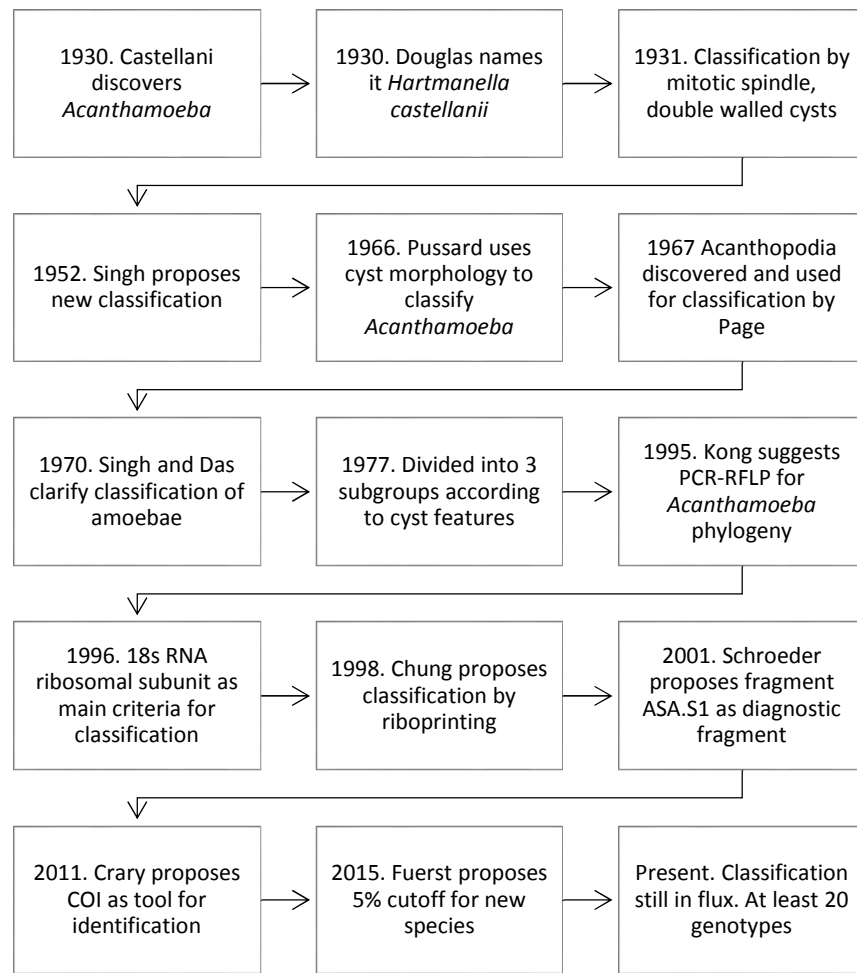 1930. Castellani
discovers
Acanthamoeba
1930. Douglas names
it Hartmanella
castellanii
1931. Classification by
mitotic spindle,
double walled cysts
1952. Singh proposes
new classification
1966. Pussard uses
cyst morphology to
classify
Acanthamoeba
1967 Acanthopodia
discovered and used
for classification by
Page
1970. Singh and Das
clarify classification of
amoebae
1977. Divided into 3
subgroups according
to cyst features
1995. Kong suggests
PCR-RFLP for
Acanthamoeba
phylogeny
1996. 18s RNA
ribosomal subunit as
main criteria for
classification
1998. Chung proposes
classification by
riboprinting
2001. Schroeder
proposes fragment
ASA.S1 as diagnostic
fragment
2011. Crary proposes
COI as tool for
identification
2015. Fuerst proposes
5% cutoff for new
species
Present. Classification
still in flux. At least 20
genotypes